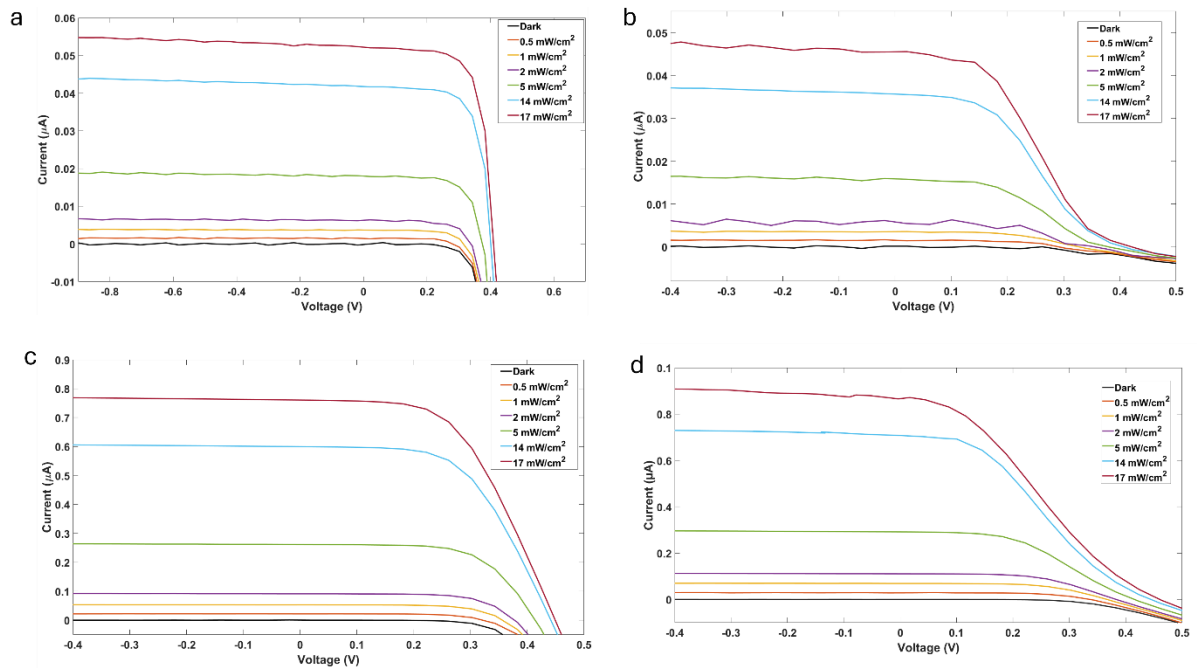 a
0.06
0.05
0.04
0.03
0.02
0.01
0
-0.01
Current (μA)
-0.8
-0.6
-0.4
-0.2
0
0.2
0.4
0.6
Voltage (V)
Dark
0.5 mW/cm²
1 mW/cm²
2 mW/cm²
5 mW/cm²
14 mW/cm²
17 mW/cm²
b
0.05
0.04
0.03
0.02
0.01
0
Current (μA)
-0.4
-0.3
-0.2
-0.1
0
0.1
0.2
0.3
0.4
0.5
Voltage (V)
Dark
0.5 mW/cm²
1 mW/cm²
2 mW/cm²
5 mW/cm²
14 mW/cm²
17 mW/cm²
c
0.9
0.8
0.7
0.6
0.5
0.4
0.3
0.2
0.1
0
Current (μA)
-0.4
-0.3
-0.2
-0.1
0
0.1
0.2
0.3
0.4
0.5
Voltage (V)
Dark
0.5 mW/cm²
1 mW/cm²
2 mW/cm²
5 mW/cm²
14 mW/cm²
17 mW/cm²
d
0.1
0.8
0.6
0.4
0.2
0
Current (μA)
-0.4
-0.3
-0.2
-0.1
0
0.1
0.2
0.3
0.4
0.5
Voltage (V)
Dark
0.5 mW/cm²
1 mW/cm²
2 mW/cm²
5 mW/cm²
14 mW/cm²
17 mW/cm²